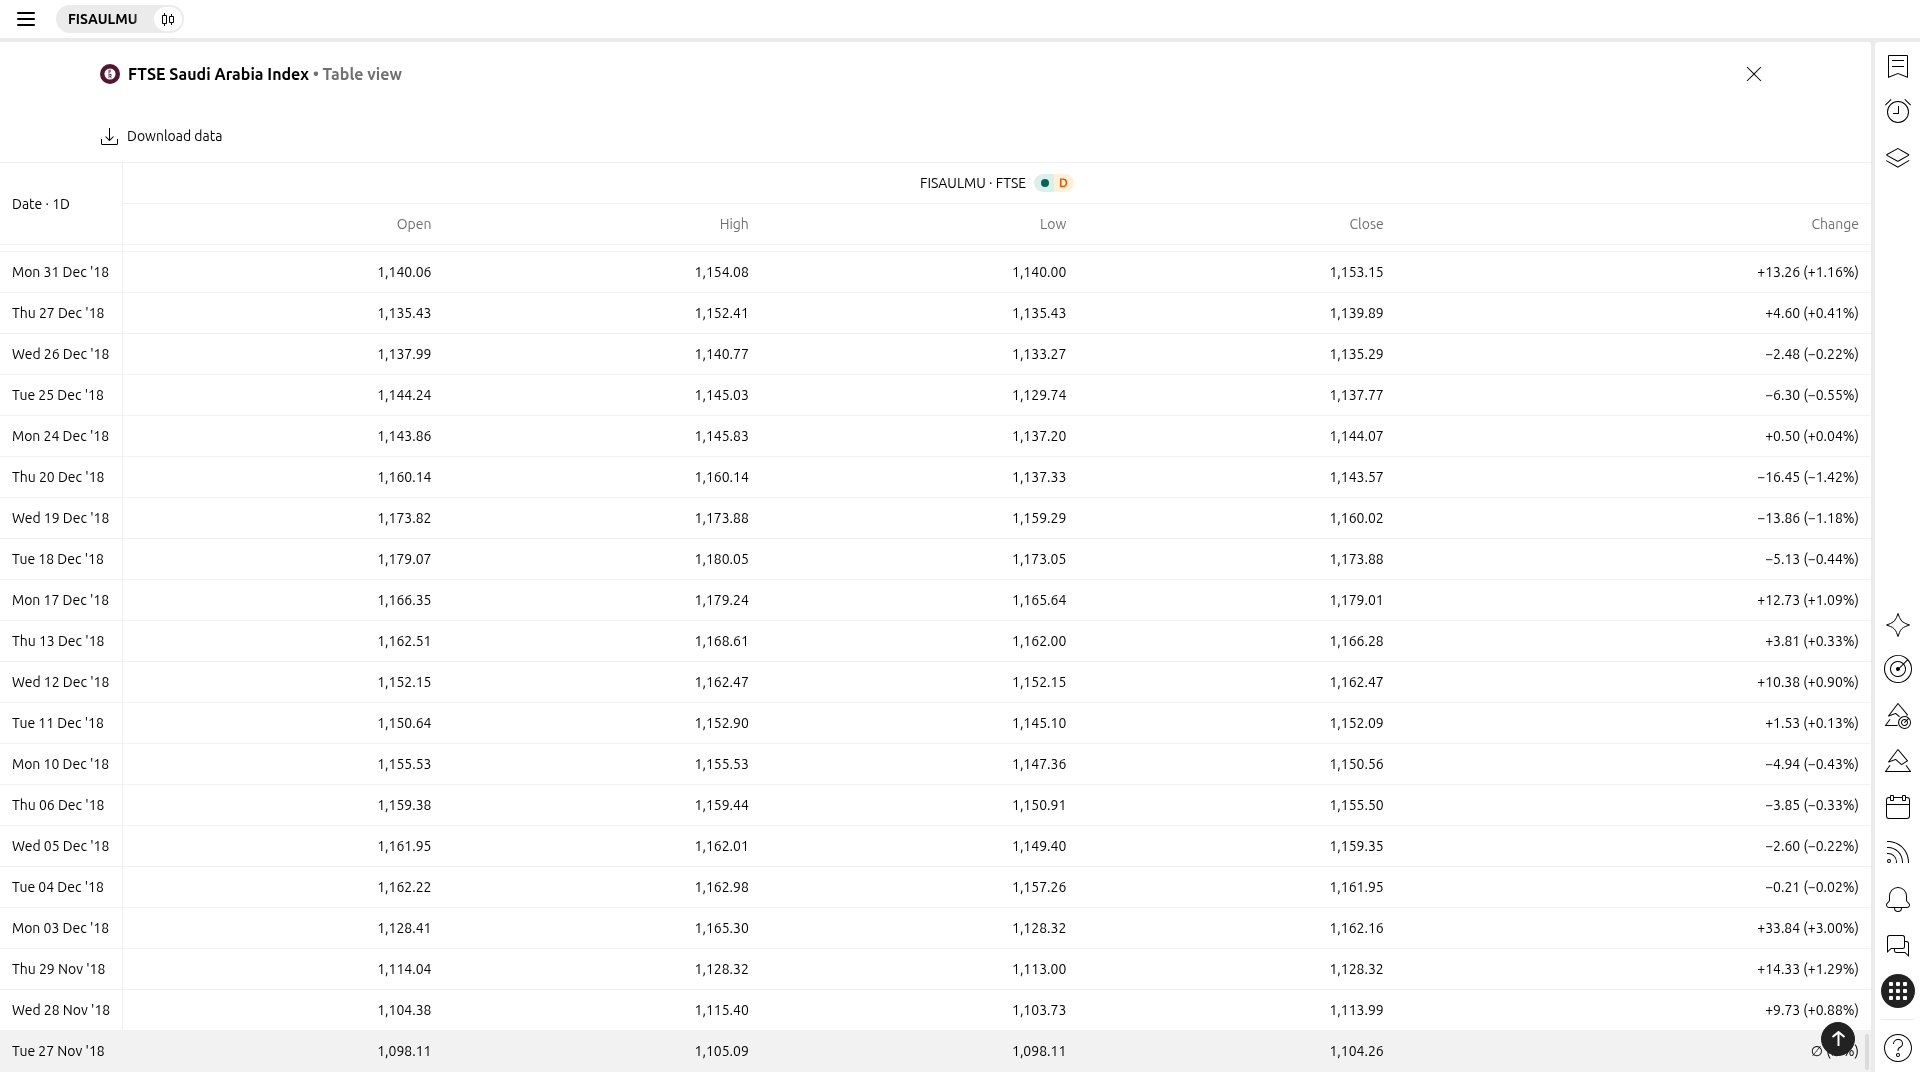 FISAULMU
FTSE Saudi Arabia Index • Table view
Download data
Date · 1D
FISAULMU · FTSE D
Open High Low Close Change
Mon 31 Dec '18 1,140.06 1,154.08 1,140.00 1,153.15 +13.26 (+1.16%)
Thu 27 Dec '18 1,135.43 1,152.41 1,135.43 1,139.89 +4.60 (+0.41%)
Wed 26 Dec '18 1,137.99 1,140.77 1,133.27 1,135.29 −2.48 (−0.22%)
Tue 25 Dec '18 1,144.24 1,145.03 1,129.74 1,137.77 −6.30 (−0.55%)
Mon 24 Dec '18 1,143.86 1,145.83 1,137.20 1,144.07 +0.50 (+0.04%)
Thu 20 Dec '18 1,160.14 1,160.14 1,137.33 1,143.57 −16.45 (−1.42%)
Wed 19 Dec '18 1,173.82 1,173.88 1,159.29 1,160.02 −13.86 (−1.18%)
Tue 18 Dec '18 1,179.07 1,180.05 1,173.05 1,173.88 −5.13 (−0.44%)
Mon 17 Dec '18 1,166.35 1,179.24 1,165.64 1,179.01 +12.73 (+1.09%)
Thu 13 Dec '18 1,162.51 1,168.61 1,162.00 1,166.28 +3.81 (+0.33%)
Wed 12 Dec '18 1,152.15 1,162.47 1,152.15 1,162.47 +10.38 (+0.90%)
Tue 11 Dec '18 1,150.64 1,152.90 1,145.10 1,152.09 +1.53 (+0.13%)
Mon 10 Dec '18 1,155.53 1,155.53 1,147.36 1,150.56 −4.94 (−0.43%)
Thu 06 Dec '18 1,159.38 1,159.44 1,150.91 1,155.50 −3.85 (−0.33%)
Wed 05 Dec '18 1,161.95 1,162.01 1,149.40 1,159.35 −2.60 (−0.22%)
Tue 04 Dec '18 1,162.22 1,162.98 1,157.26 1,161.95 −0.21 (−0.02%)
Mon 03 Dec '18 1,128.41 1,165.30 1,128.32 1,162.16 +33.84 (+3.00%)
Thu 29 Nov '18 1,114.04 1,128.32 1,113.00 1,128.32 +14.33 (+1.29%)
Wed 28 Nov '18 1,104.38 1,115.40 1,103.73 1,113.99 +9.73 (+0.88%)
Tue 27 Nov '18 1,098.11 1,105.09 1,098.11 1,104.26 ∅